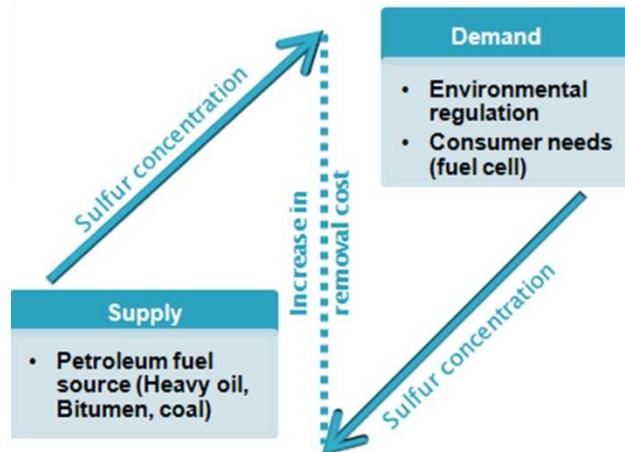 Demand
• Environmental
regulation
• Consumer needs
(fuel cell)
Sulfur concentration
Increase in
removal cost
Supply
• Petroleum fuel
source (Heavy oil,
Bitumen, coal)
Sulfur concentration